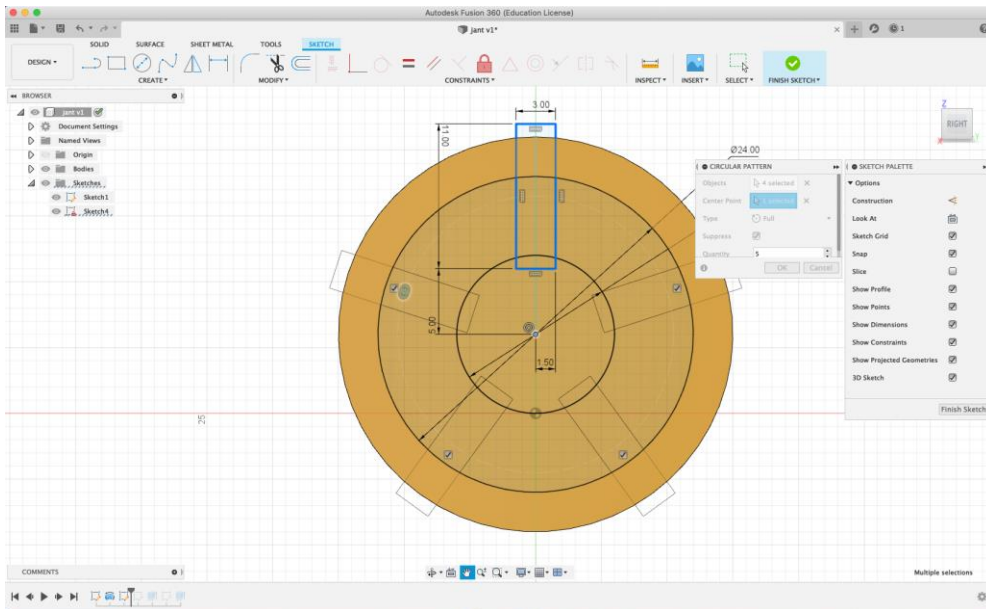 Autodesk Fusion 360 (Education License)
jant v1*
1
SOLID SURFACE SHEET METAL TOOLS SKETCH
DESIGN
CREATE MODIFY CONSTRAINTS INSPECT INSERT SELECT FINISH SKETCH
BROWSER
jant v1
Document Settings
Named Views
Origin
Bodies
Sketches
Sketch1
Sketch4
3.00
11.00
Ø24.00
5.00
1.50
25
Z
RIGHT
CIRCULAR PATTERN
Objects 4 selected
Center Point 1 selected
Type Full
Suppress
Quantity 5
OK Cancel
SKETCH PALETTE
Options
Construction
Look At
Sketch Grid
Snap
Slice
Show Profile
Show Points
Show Dimensions
Show Constraints
Show Projected Geometries
3D Sketch
Finish Sketch
COMMENTS
Multiple selections